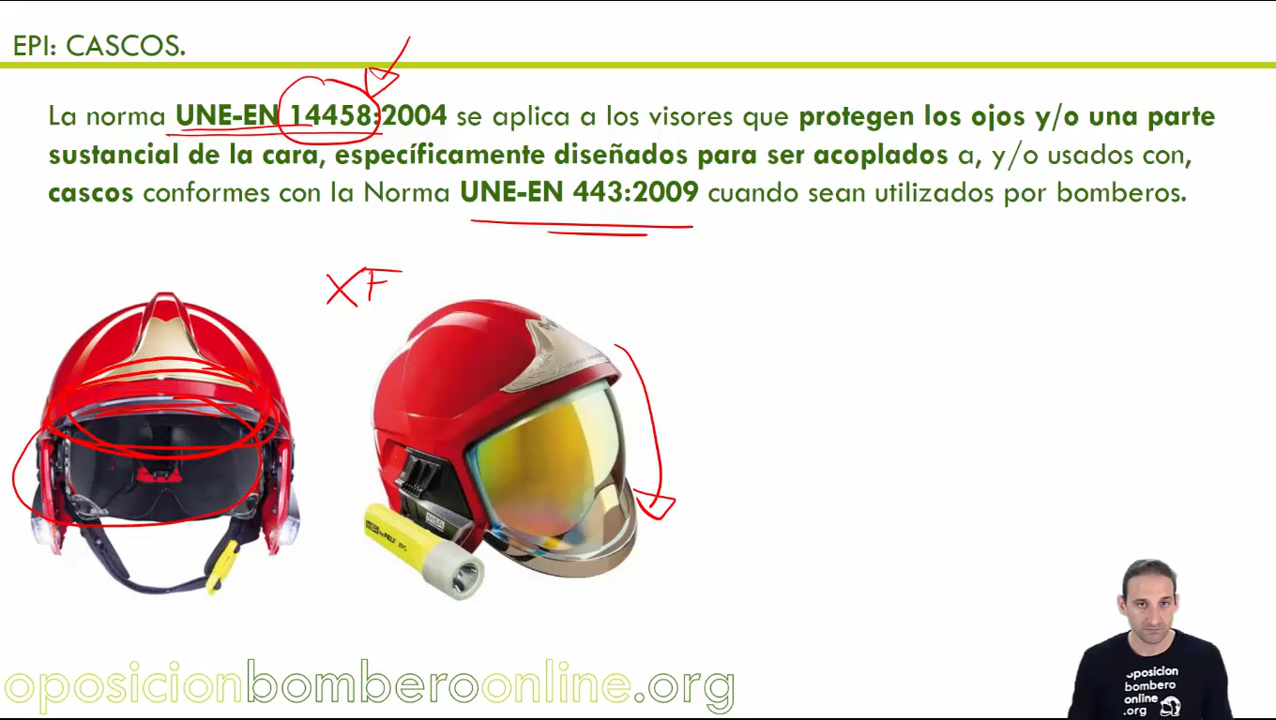 EPI: CASCOS.
La norma UNE-EN 14458:2004 se aplica a los visores que protegen los ojos y/o una parte
sustancial de la cara, específicamente diseñados para ser acoplados a, y/o usados con,
cascos conformes con la Norma UNE-EN 443:2009 cuando sean utilizados por bomberos.
XF
MSA
oposicionbomberoonline.org
oposicion
bombero
online
.org